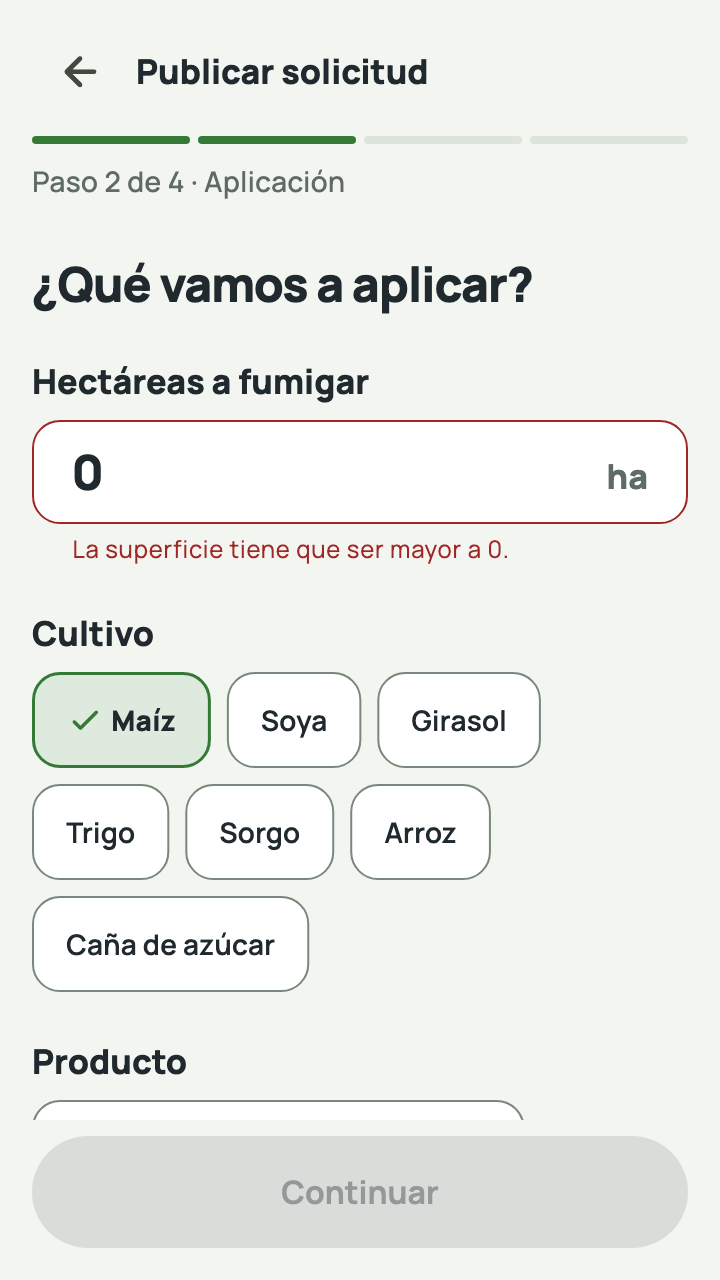 Publicar solicitud
Paso 2 de 4 · Aplicación
¿Qué vamos a aplicar?
Hectáreas a fumigar
0 ha
La superficie tiene que ser mayor a 0.
Cultivo
Maíz Soya Girasol
Trigo Sorgo Arroz
Caña de azúcar
Producto
Continuar